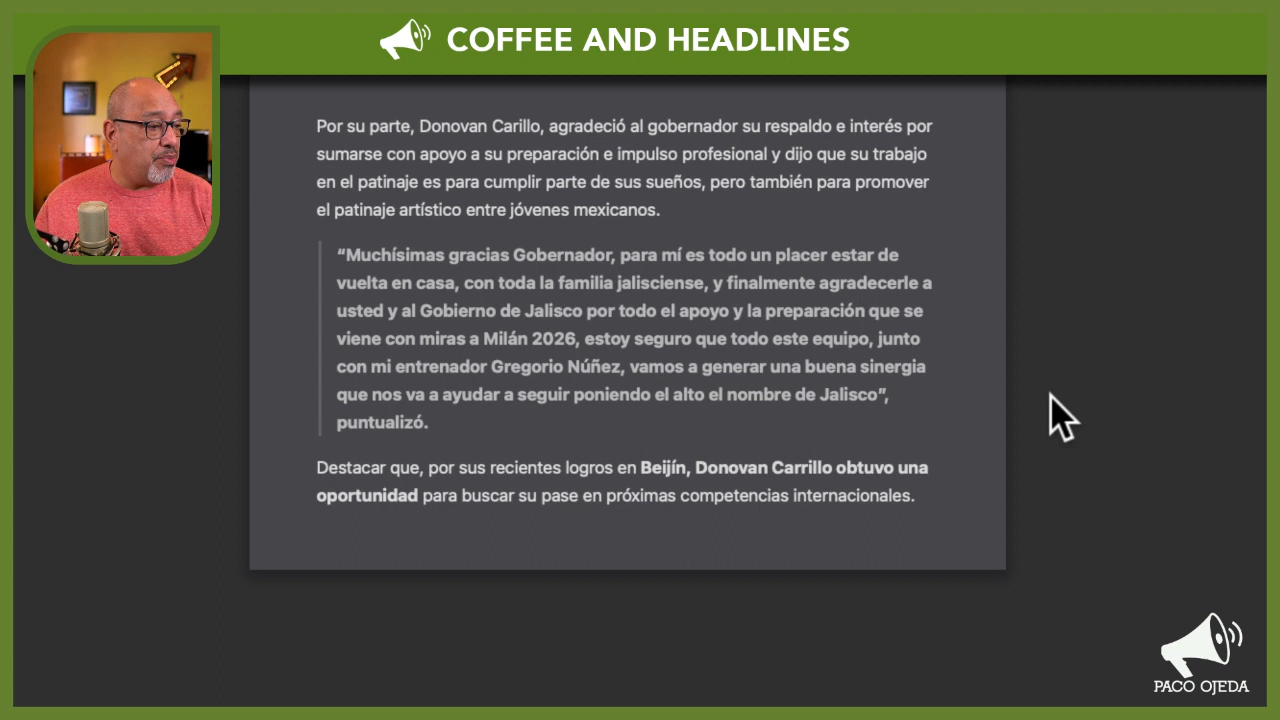 COFFEE AND HEADLINES
Por su parte, Donovan Carillo, agradeció al gobernador su respaldo e interés por
sumarse con apoyo a su preparación e impulso profesional y dijo que su trabajo
en el patinaje es para cumplir parte de sus sueños, pero también para promover
el patinaje artístico entre jóvenes mexicanos.
“Muchísimas gracias Gobernador, para mí es todo un placer estar de
vuelta en casa, con toda la familia jalisciense, y finalmente agradecerle a
usted y al Gobierno de Jalisco por todo el apoyo y la preparación que se
viene con miras a Milán 2026, estoy seguro que todo este equipo, junto
con mi entrenador Gregorio Núñez, vamos a generar una buena sinergia
que nos va a ayudar a seguir poniendo el alto el nombre de Jalisco”,
puntualizó.
Destacar que, por sus recientes logros en Beijín, Donovan Carrillo obtuvo una
oportunidad para buscar su pase en próximas competencias internacionales.
PACO OJEDA